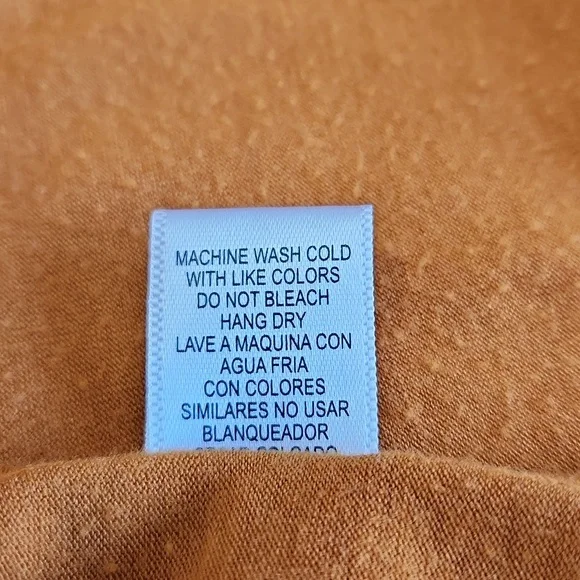 MACHINE WASH COLD
WITH LIKE COLORS
DO NOT BLEACH
HANG DRY
LAVE A MAQUINA CON
AGUA FRIA
CON COLORES
SIMILARES NO USAR
BLANQUEADOR